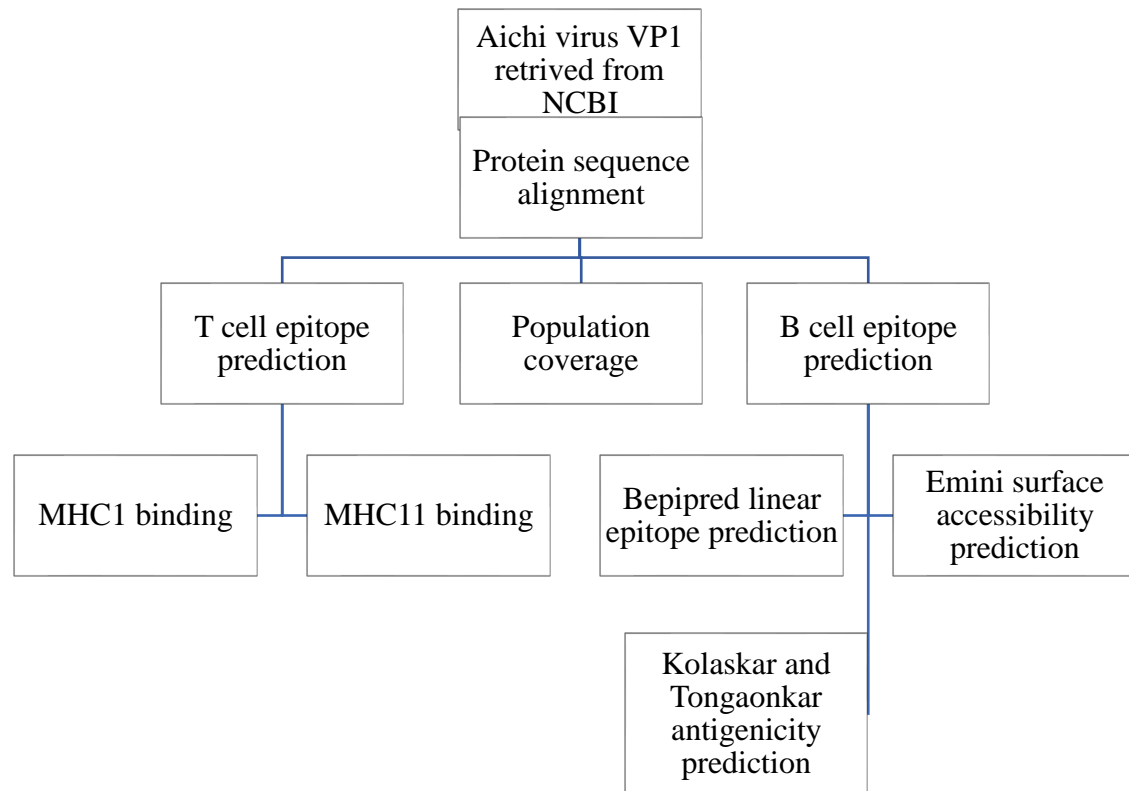 Aichi virus VP1
retrived from
NCBI
Protein sequence
alignment
T cell epitope
prediction
Population
coverage
B cell epitope
prediction
MHC1 binding
MHC11 binding
Bepipred linear
epitope prediction
Emini surface
accessibility
prediction
Kolaskar and
Tongaonkar
antigenicity
prediction